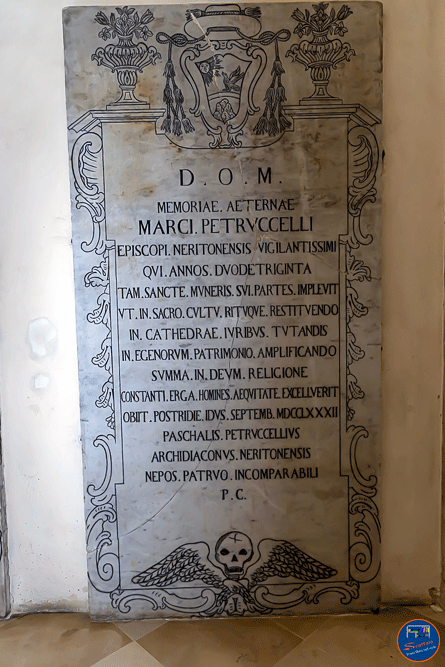 D.O.M.
MEMORIAE. AETERNAE
MARCI. PETRVCCELLI
EPISCOPI. NERITONENSIS VIGILANTISSIMI
QVI. ANNOS. DVODETRIGINTA
TAM. SANCTE. MVNERIS. SVI. PARTES. IMPLEVIT
VT. IN. SACRO. CVLTV. RITVQVE. RESTITVENDO
IN. CATHEDRAE. IVRIBVS. TVTANDIS
IN. EGENORVM. PATRIMONIO. AMPLIFICANDO
SVMMA. IN. DEVM. RELIGIONE
CONSTANTI. ERGA. HOMINES. AEQVITATE. EXCELLVERIT
OBIIT. POSTRIDIE. IDVS. SEPTEMB. MDCCLXXXII
PASCHALIS. PETRVCCELLIVS
ARCHIDIACONVS. NERITONENSIS
NEPOS. PATRVO. INCOMPARABILI
P.C.